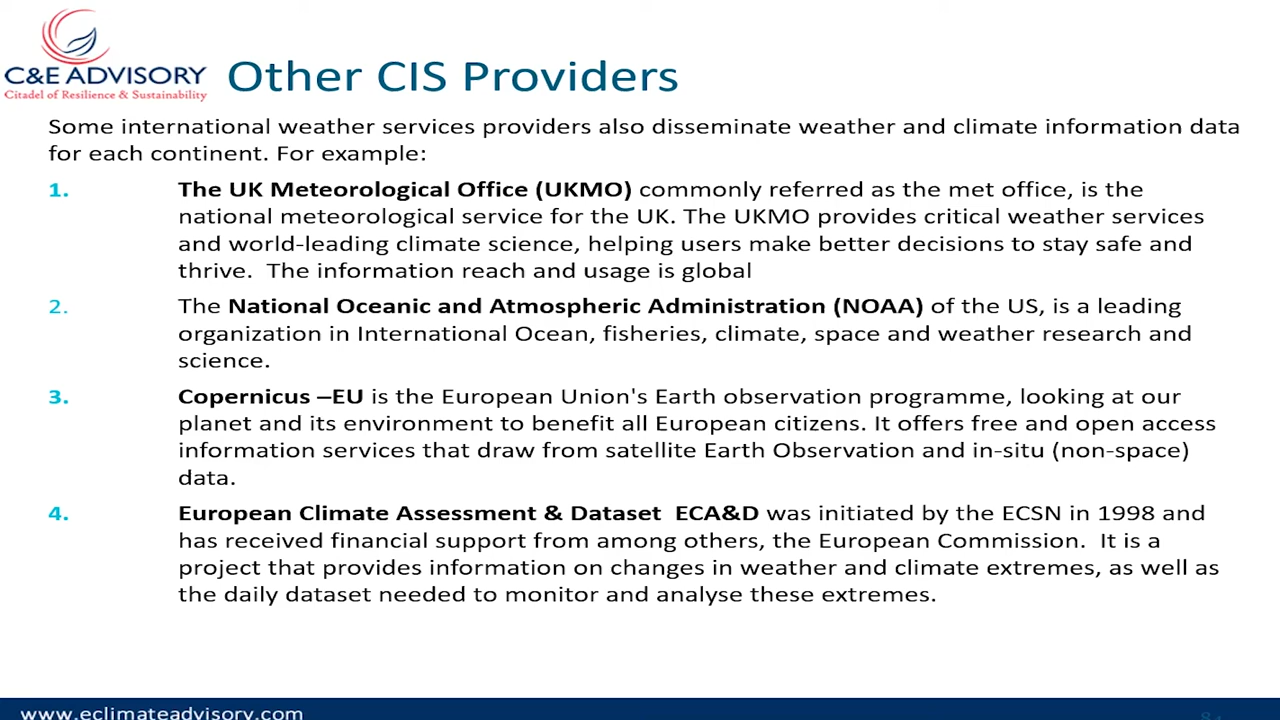 C&E ADVISORY
Citadel of Resilience & Sustainability
Other CIS Providers
Some international weather services providers also disseminate weather and climate information data
for each continent. For example:
1. The UK Meteorological Office (UKMO) commonly referred as the met office, is the
national meteorological service for the UK. The UKMO provides critical weather services
and world-leading climate science, helping users make better decisions to stay safe and
thrive. The information reach and usage is global
2. The National Oceanic and Atmospheric Administration (NOAA) of the US, is a leading
organization in International Ocean, fisheries, climate, space and weather research and
science.
3. Copernicus –EU is the European Union's Earth observation programme, looking at our
planet and its environment to benefit all European citizens. It offers free and open access
information services that draw from satellite Earth Observation and in-situ (non-space)
data.
4. European Climate Assessment & Dataset ECA&D was initiated by the ECSN in 1998 and
has received financial support from among others, the European Commission. It is a
project that provides information on changes in weather and climate extremes, as well as
the daily dataset needed to monitor and analyse these extremes.
www.eclimateadvisory.com